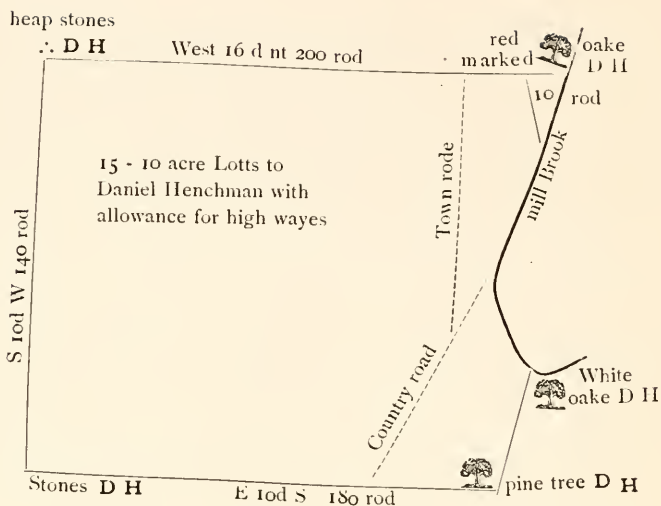 heap stones
∴ D H
West 16 d nt 200 rod
red
marked
oake
D H
10 rod
15 - 10 acre Lotts to
Daniel Henchman with
allowance for high wayes
Town rode
mill Brook
S 10d W 140 rod
Country road
White
oake D H
Stones D H
E 10d S 180 rod
pine tree D H